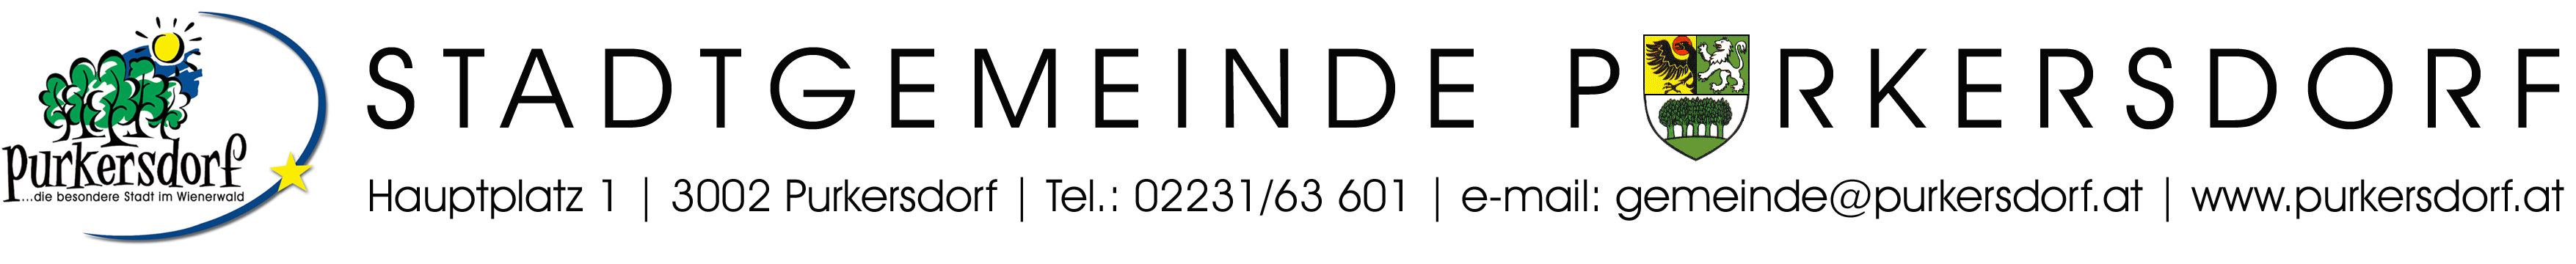 purkersdorf
...die besondere Stadt im Wienerwald
STADTGEMEINDE PURKERSDORF
Hauptplatz 1 | 3002 Purkersdorf | Tel.: 02231/63 601 | e-mail: gemeinde@purkersdorf.at | www.purkersdorf.at